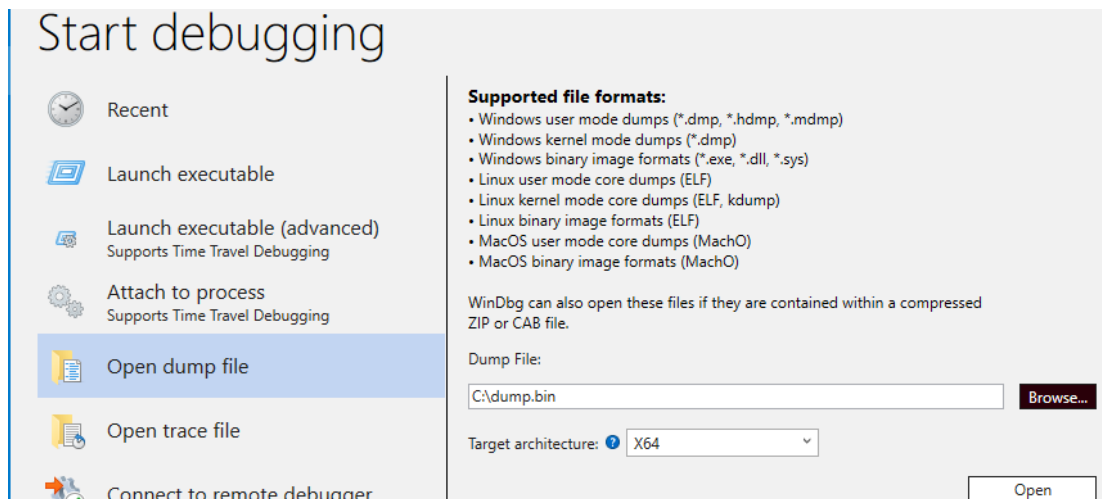 Start debugging
Recent
Launch executable
Launch executable (advanced)
Supports Time Travel Debugging
Attach to process
Supports Time Travel Debugging
Open dump file
Open trace file
Connect to remote debugger
Supported file formats:
• Windows user mode dumps (*.dmp, *.hdmp, *.mdmp)
• Windows kernel mode dumps (*.dmp)
• Windows binary image formats (*.exe, *.dll, *.sys)
• Linux user mode core dumps (ELF)
• Linux kernel mode core dumps (ELF, kdump)
• Linux binary image formats (ELF)
• MacOS user mode core dumps (MachO)
• MacOS binary image formats (MachO)
WinDbg can also open these files if they are contained within a compressed
ZIP or CAB file.
Dump File:
C:\dump.bin
Browse...
Target architecture: ? X64
Open